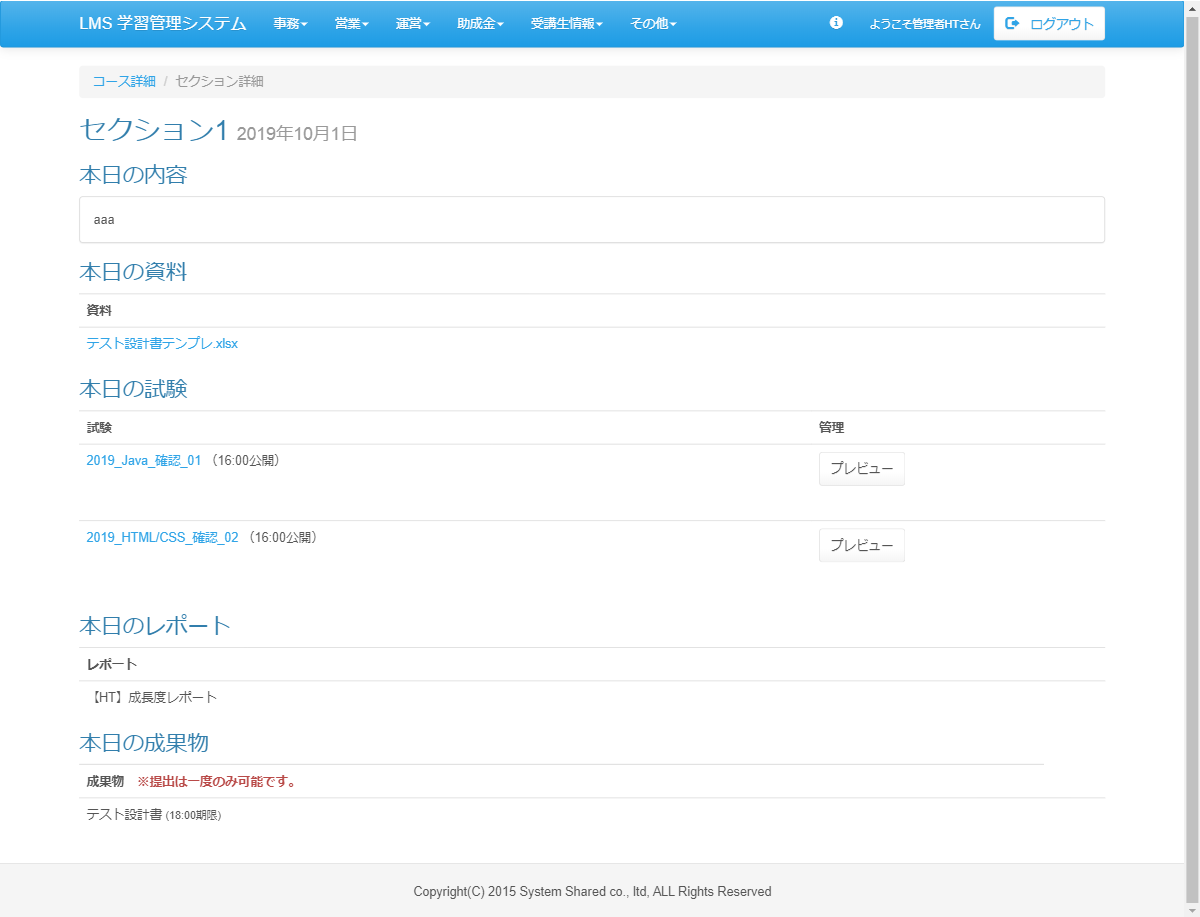 LMS 学習管理システム 事務 営業 運営 助成金 受講生情報 その他 ようこそ管理者HTさん ログアウト
コース詳細 / セクション詳細
セクション1 2019年10月1日
本日の内容
aaa
本日の資料
資料
テスト設計書テンプレ.xlsx
本日の試験
試験 管理
2019_Java_確認_01 （16:00公開） プレビュー
2019_HTML/CSS_確認_02 （16:00公開） プレビュー
本日のレポート
レポート
【HT】成長度レポート
本日の成果物
成果物 ※提出は一度のみ可能です。
テスト設計書 (18:00期限)
Copyright(C) 2015 System Shared co., ltd, ALL Rights Reserved